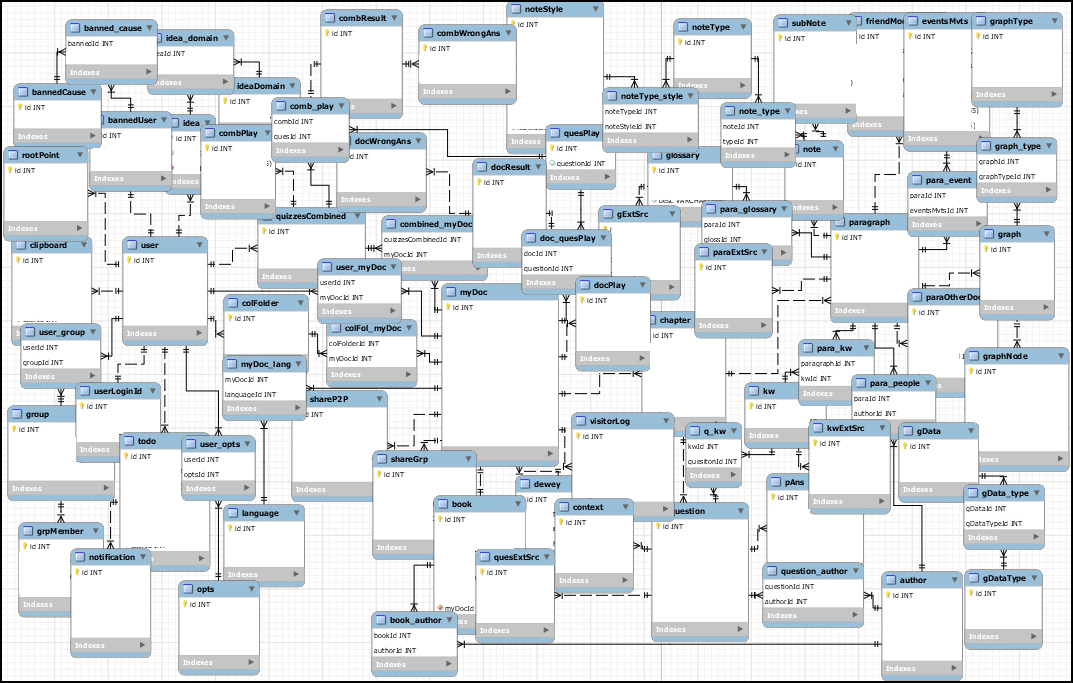 banned_cause
bannedId INT
Indexes
idea_domain
eaId INT
combResult
id INT
combWrongAns
id INT
Indexes
noteStyle
id INT
noteType
id INT
Indexes
subNote
id INT
friendMo
id INT
Indexes
eventsMvts
id INT
graphType
id INT
Indexes
bannedCause
id INT
Indexes
bannedUser
id INT
Indexes
idea
id INT
Indexes
ideaDomain
id INT
comb_play
combId INT
quesId INT
Indexes
combPlay
id INT
Indexes
docWrongAns
id INT
Indexes
docResult
id INT
quesPlay
id INT
questionId INT
Indexes
noteType_style
noteTypeId INT
noteStyleId INT
Indexes
note_type
noteId INT
typeId INT
Indexes
note
id INT
glossary
id INT
graph_type
graphId INT
graphTypeId INT
Indexes
rootPoint
id INT
Indexes
clipboard
id INT
user
id INT
Indexes
quizzesCombined
id INT
Indexes
combined_myDoc
quizzesCombinedId INT
myDocId INT
doc_quesPlay
docId INT
questionId INT
Indexes
gExtSrc
para_glossary
paraId INT
glossId INT
paraExtSrc
id INT
Indexes
paragraph
id INT
Indexes
para_event
paraId INT
eventsMvtsId INT
Indexes
graph
id INT
Indexes
paraOtherDoc
id INT
user_group
userId INT
groupId INT
Indexes
colFolder
id INT
user_myDoc
userId INT
myDocId INT
Indexes
colFol_myDoc
colFolderId INT
myDocId INT
Indexes
myDoc
id INT
Indexes
docPlay
id INT
Indexes
chapter
id INT
para_kw
paragraphId INT
kwId INT
Indexes
graphNode
id INT
Indexes
myDoc_lang
myDocId INT
languageId INT
Indexes
userLoginId
id INT
Indexes
group
id INT
Indexes
shareP2P
id INT
Indexes
kw
id INT
Indexes
para_people
paraId INT
authorId INT
todo
id INT
user_opts
userId INT
optsId INT
Indexes
visitorLog
id INT
q_kw
kwId INT
quesitonId INT
Indexes
kwExtSrc
id INT
Indexes
gData
id INT
Indexes
shareGrp
id INT
Indexes
dewey
id INT
pAns
id INT
gData_type
gDataId INT
gDataTypeId INT
Indexes
grpMember
id INT
Indexes
language
id INT
Indexes
book
id INT
myDocId
context
id INT
Indexes
uestion
id INT
Indexes
notification
id INT
Indexes
opts
id INT
Indexes
quesExtSrc
id INT
Indexes
question_author
questionId INT
authorId INT
Indexes
author
id INT
Indexes
gDataType
id INT
Indexes
book_author
bookId INT
authorId INT
Indexes